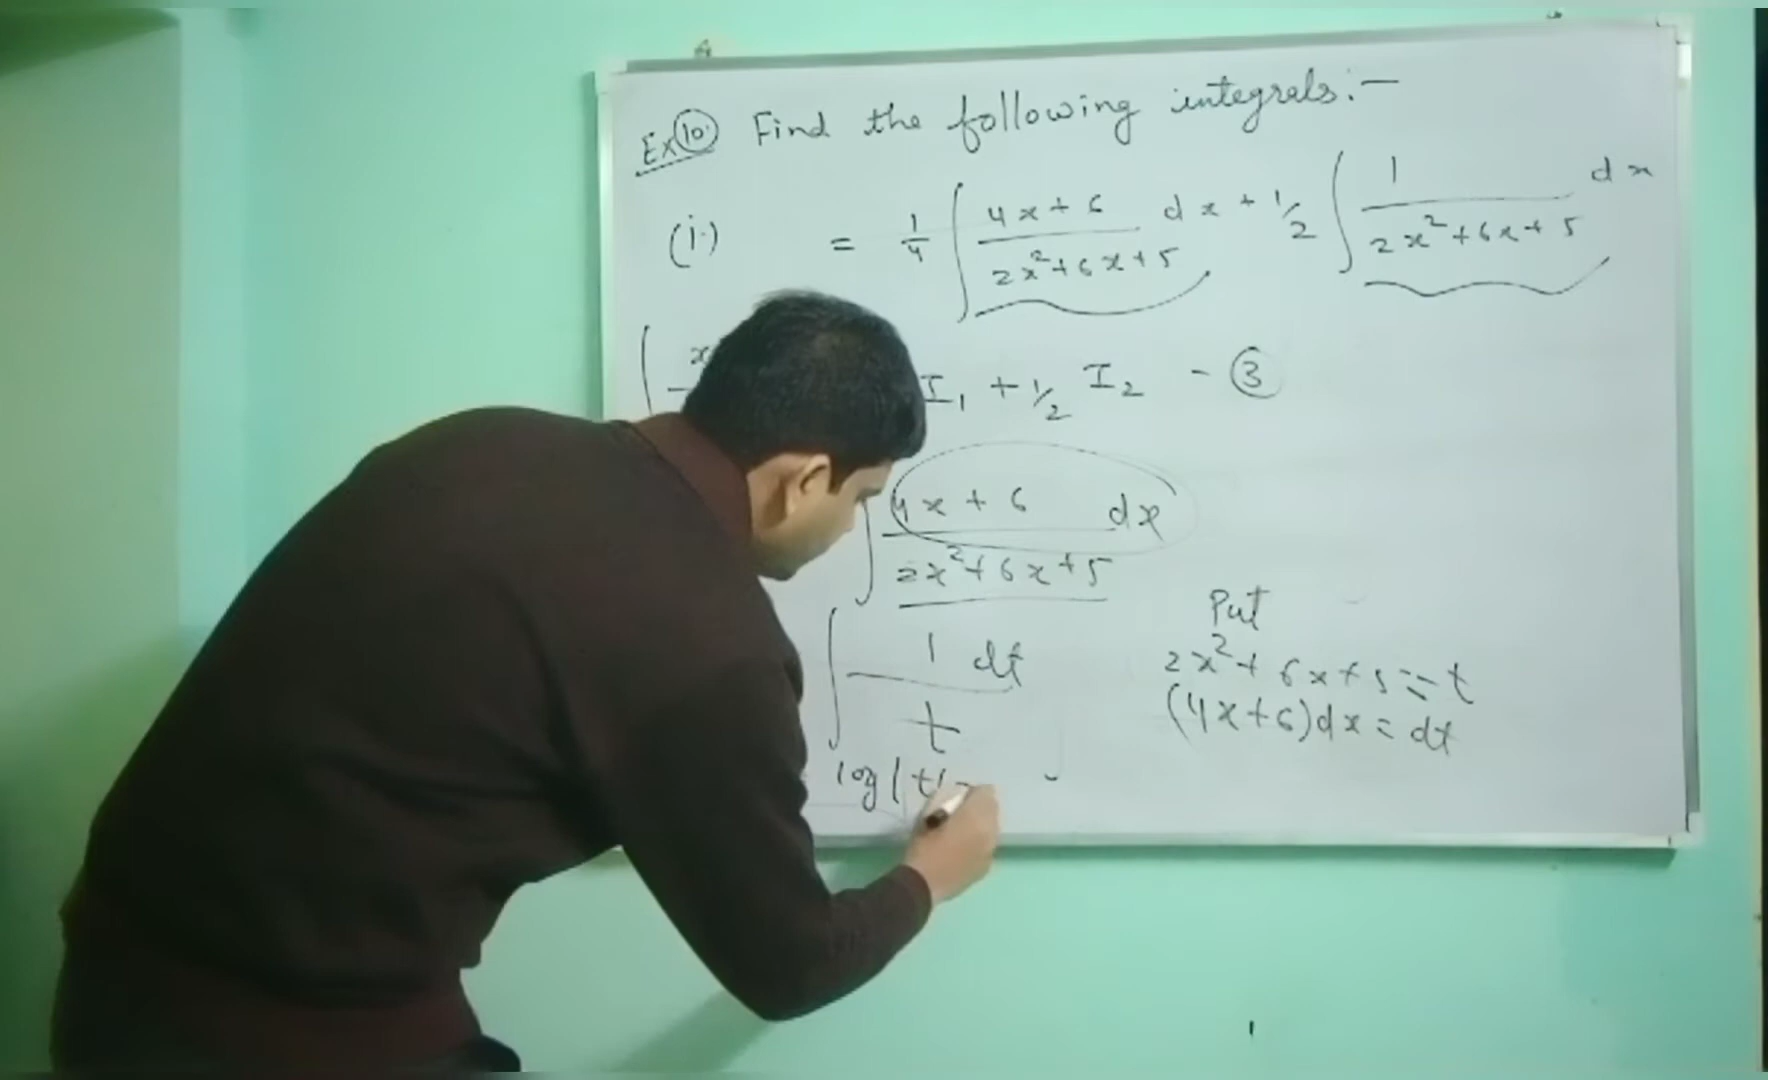 Ex 10. Find the following integrals:-
(i.) = 1/4 ∫ 4x+6 / 2x²+6x+5 dx + 1/2 ∫ 1 / 2x²+6x+5 dx
∫ x
I₁ + 1/2 I₂ - 3
∫ 4x+6 dx / 2x²+6x+5
∫ 1 dt / t
Put
2x²+6x+5=t
(4x+6)dx=dt
log|t|